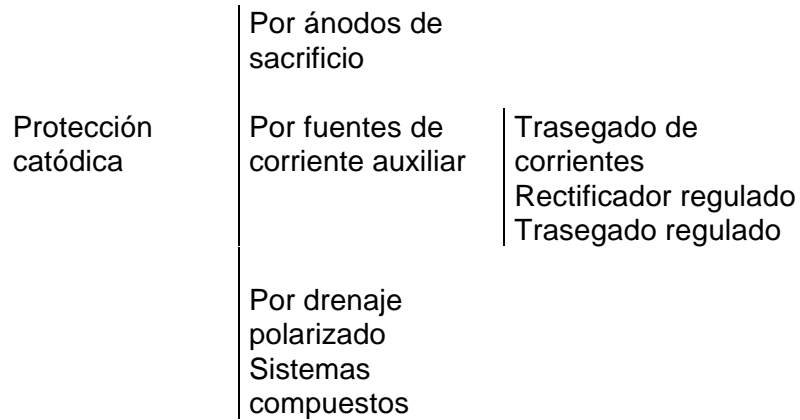 Por ánodos de
sacrificio
Protección
catódica
Por fuentes de
corriente auxiliar
Trasegado de
corrientes
Rectificador regulado
Trasegado regulado
Por drenaje
polarizado
Sistemas
compuestos